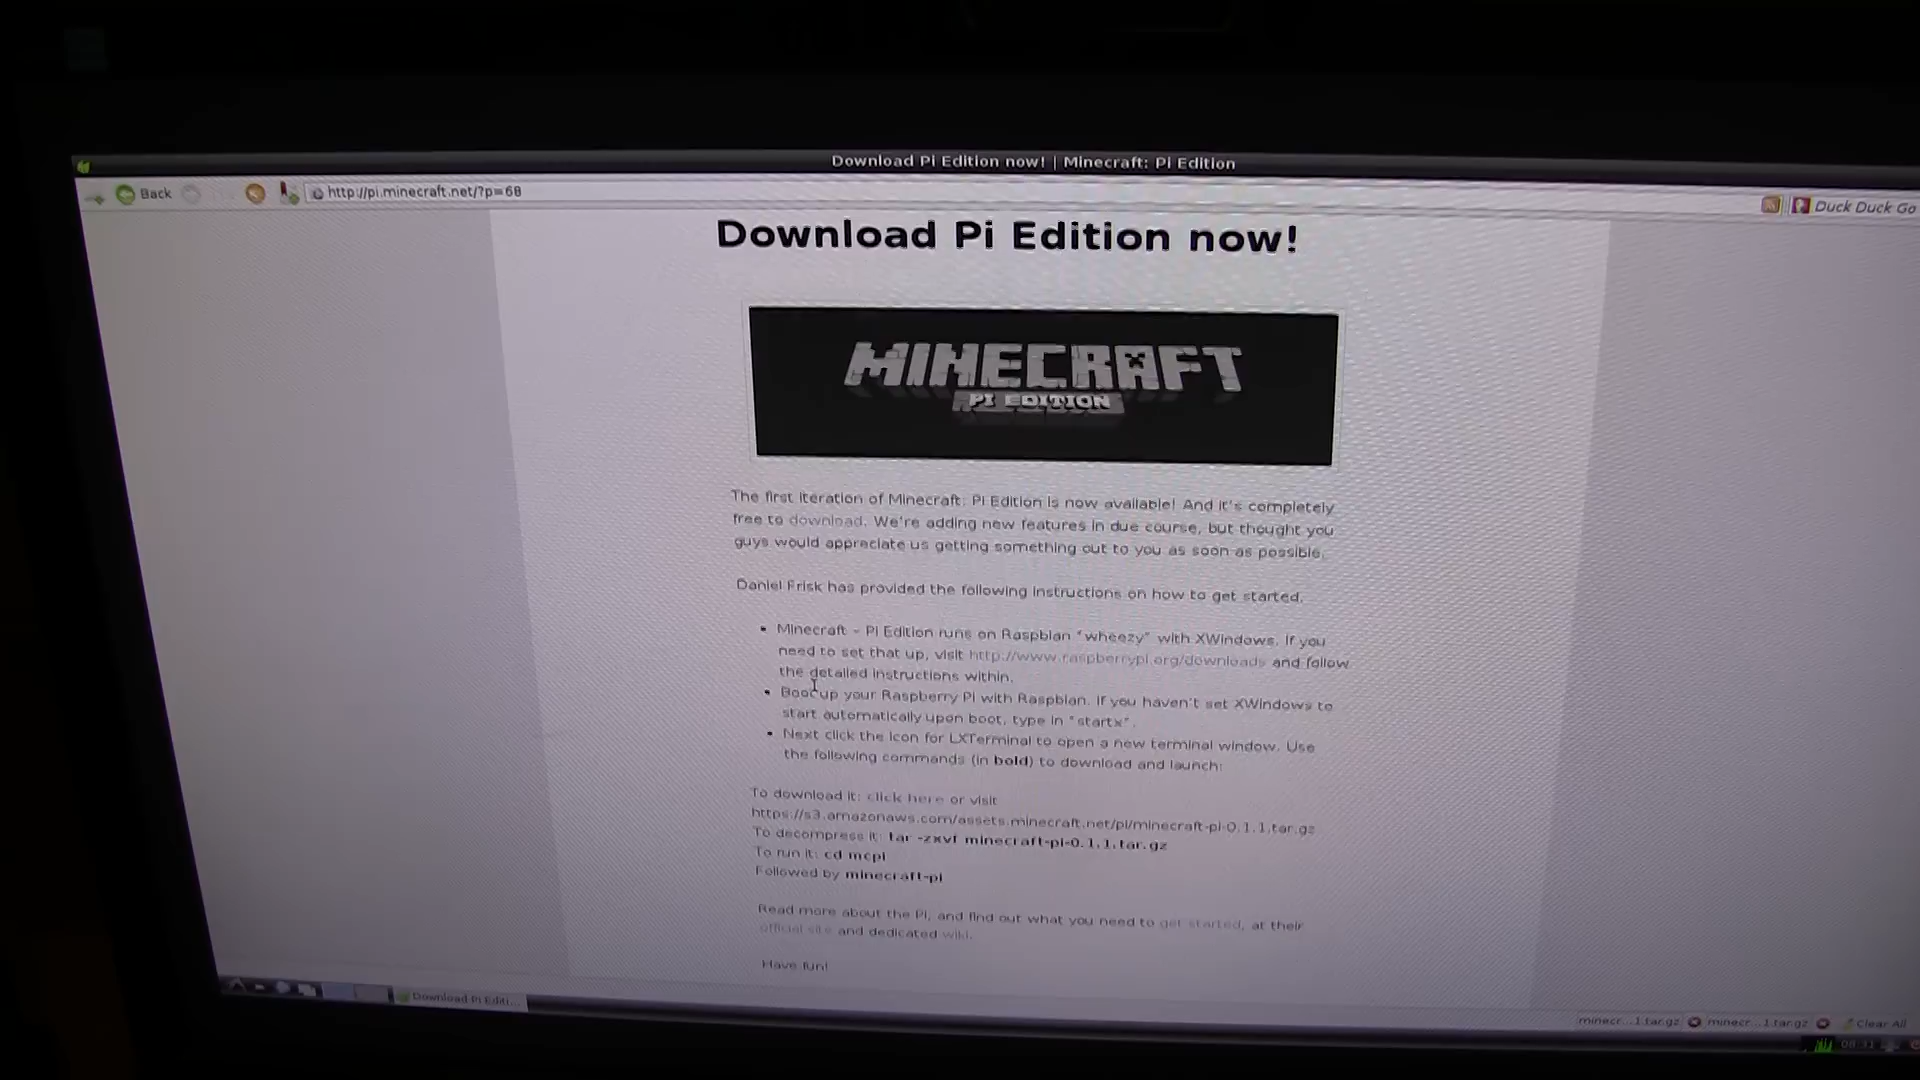 Download Pi Edition now! | Minecraft: Pi Edition
Back
http://pi.minecraft.net/?p=68
Duck Duck Go
Download Pi Edition now!
MINECRAFT
PI EDITION
The first iteration of Minecraft: Pi Edition is now available! And it's completely
free to download. We're adding new features in due course, but thought you
guys would appreciate us getting something out to you as soon as possible.
Daniel Frisk has provided the following instructions on how to get started.
• Minecraft – Pi Edition runs on Raspbian "wheezy" with XWindows. If you
need to set that up, visit http://www.raspberrypi.org/downloads and follow
the detailed instructions within.
• Boot up your Raspberry Pi with Raspbian. If you haven't set XWindows to
start automatically upon boot, type in "startx".
• Next click the icon for LXTerminal to open a new terminal window. Use
the following commands (in bold) to download and launch:
To download it: click here or visit
https://s3.amazonaws.com/assets.minecraft.net/pi/minecraft-pi-0.1.1.tar.gz
To decompress it: tar -zxvf minecraft-pi-0.1.1.tar.gz
To run it: cd mcpi
Followed by minecraft-pi
Read more about the Pi, and find out what you need to get started, at their
official site and dedicated wiki.
Have fun!
Download Pi Editi...
minecr...1.tar.gz
minecr...1.tar.gz
Clear All
08:31